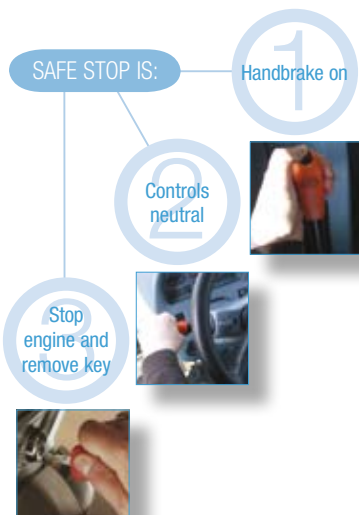 SAFE STOP IS:
1
Handbrake on
2
Controls
neutral
3
Stop
engine and
remove key